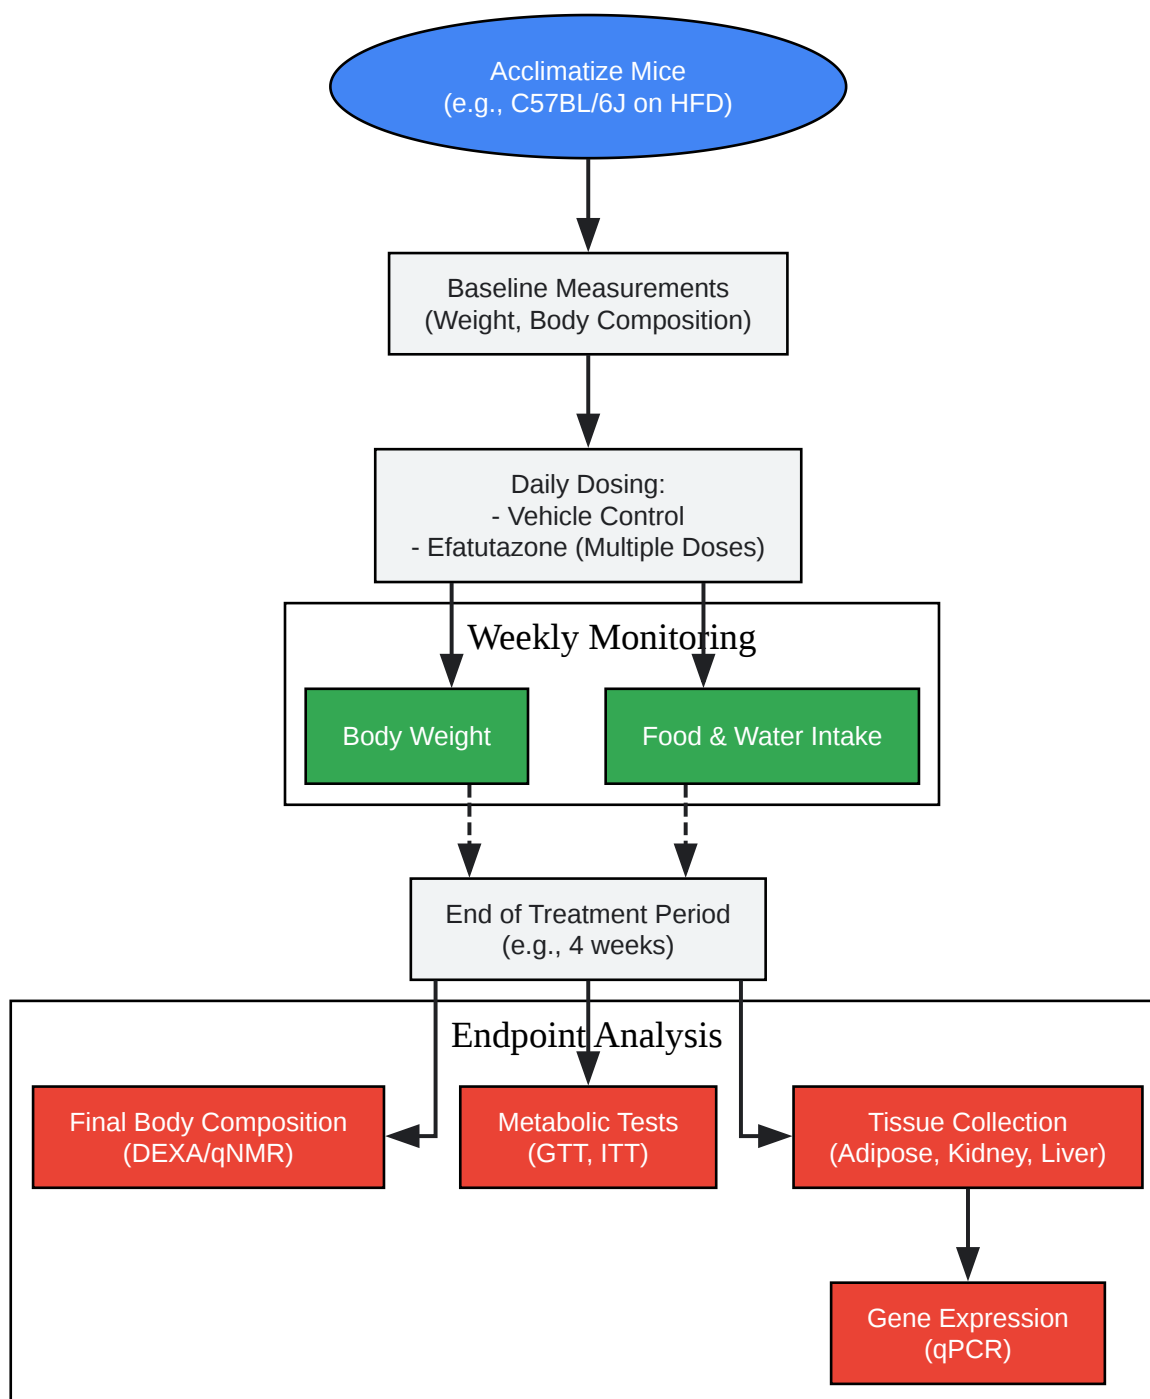 Acclimatize Mice
(e.g., C57BL/6J on HFD)
Baseline Measurements
(Weight, Body Composition)
Daily Dosing:
- Vehicle Control
- Efatutazone (Multiple Doses)
Weekly Monitoring
Body Weight
Food & Water Intake
End of Treatment Period
(e.g., 4 weeks)
Endpoint Analysis
Final Body Composition
(DEXA/qNMR)
Metabolic Tests
(GTT, ITT)
Tissue Collection
(Adipose, Kidney, Liver)
Gene Expression
(qPCR)